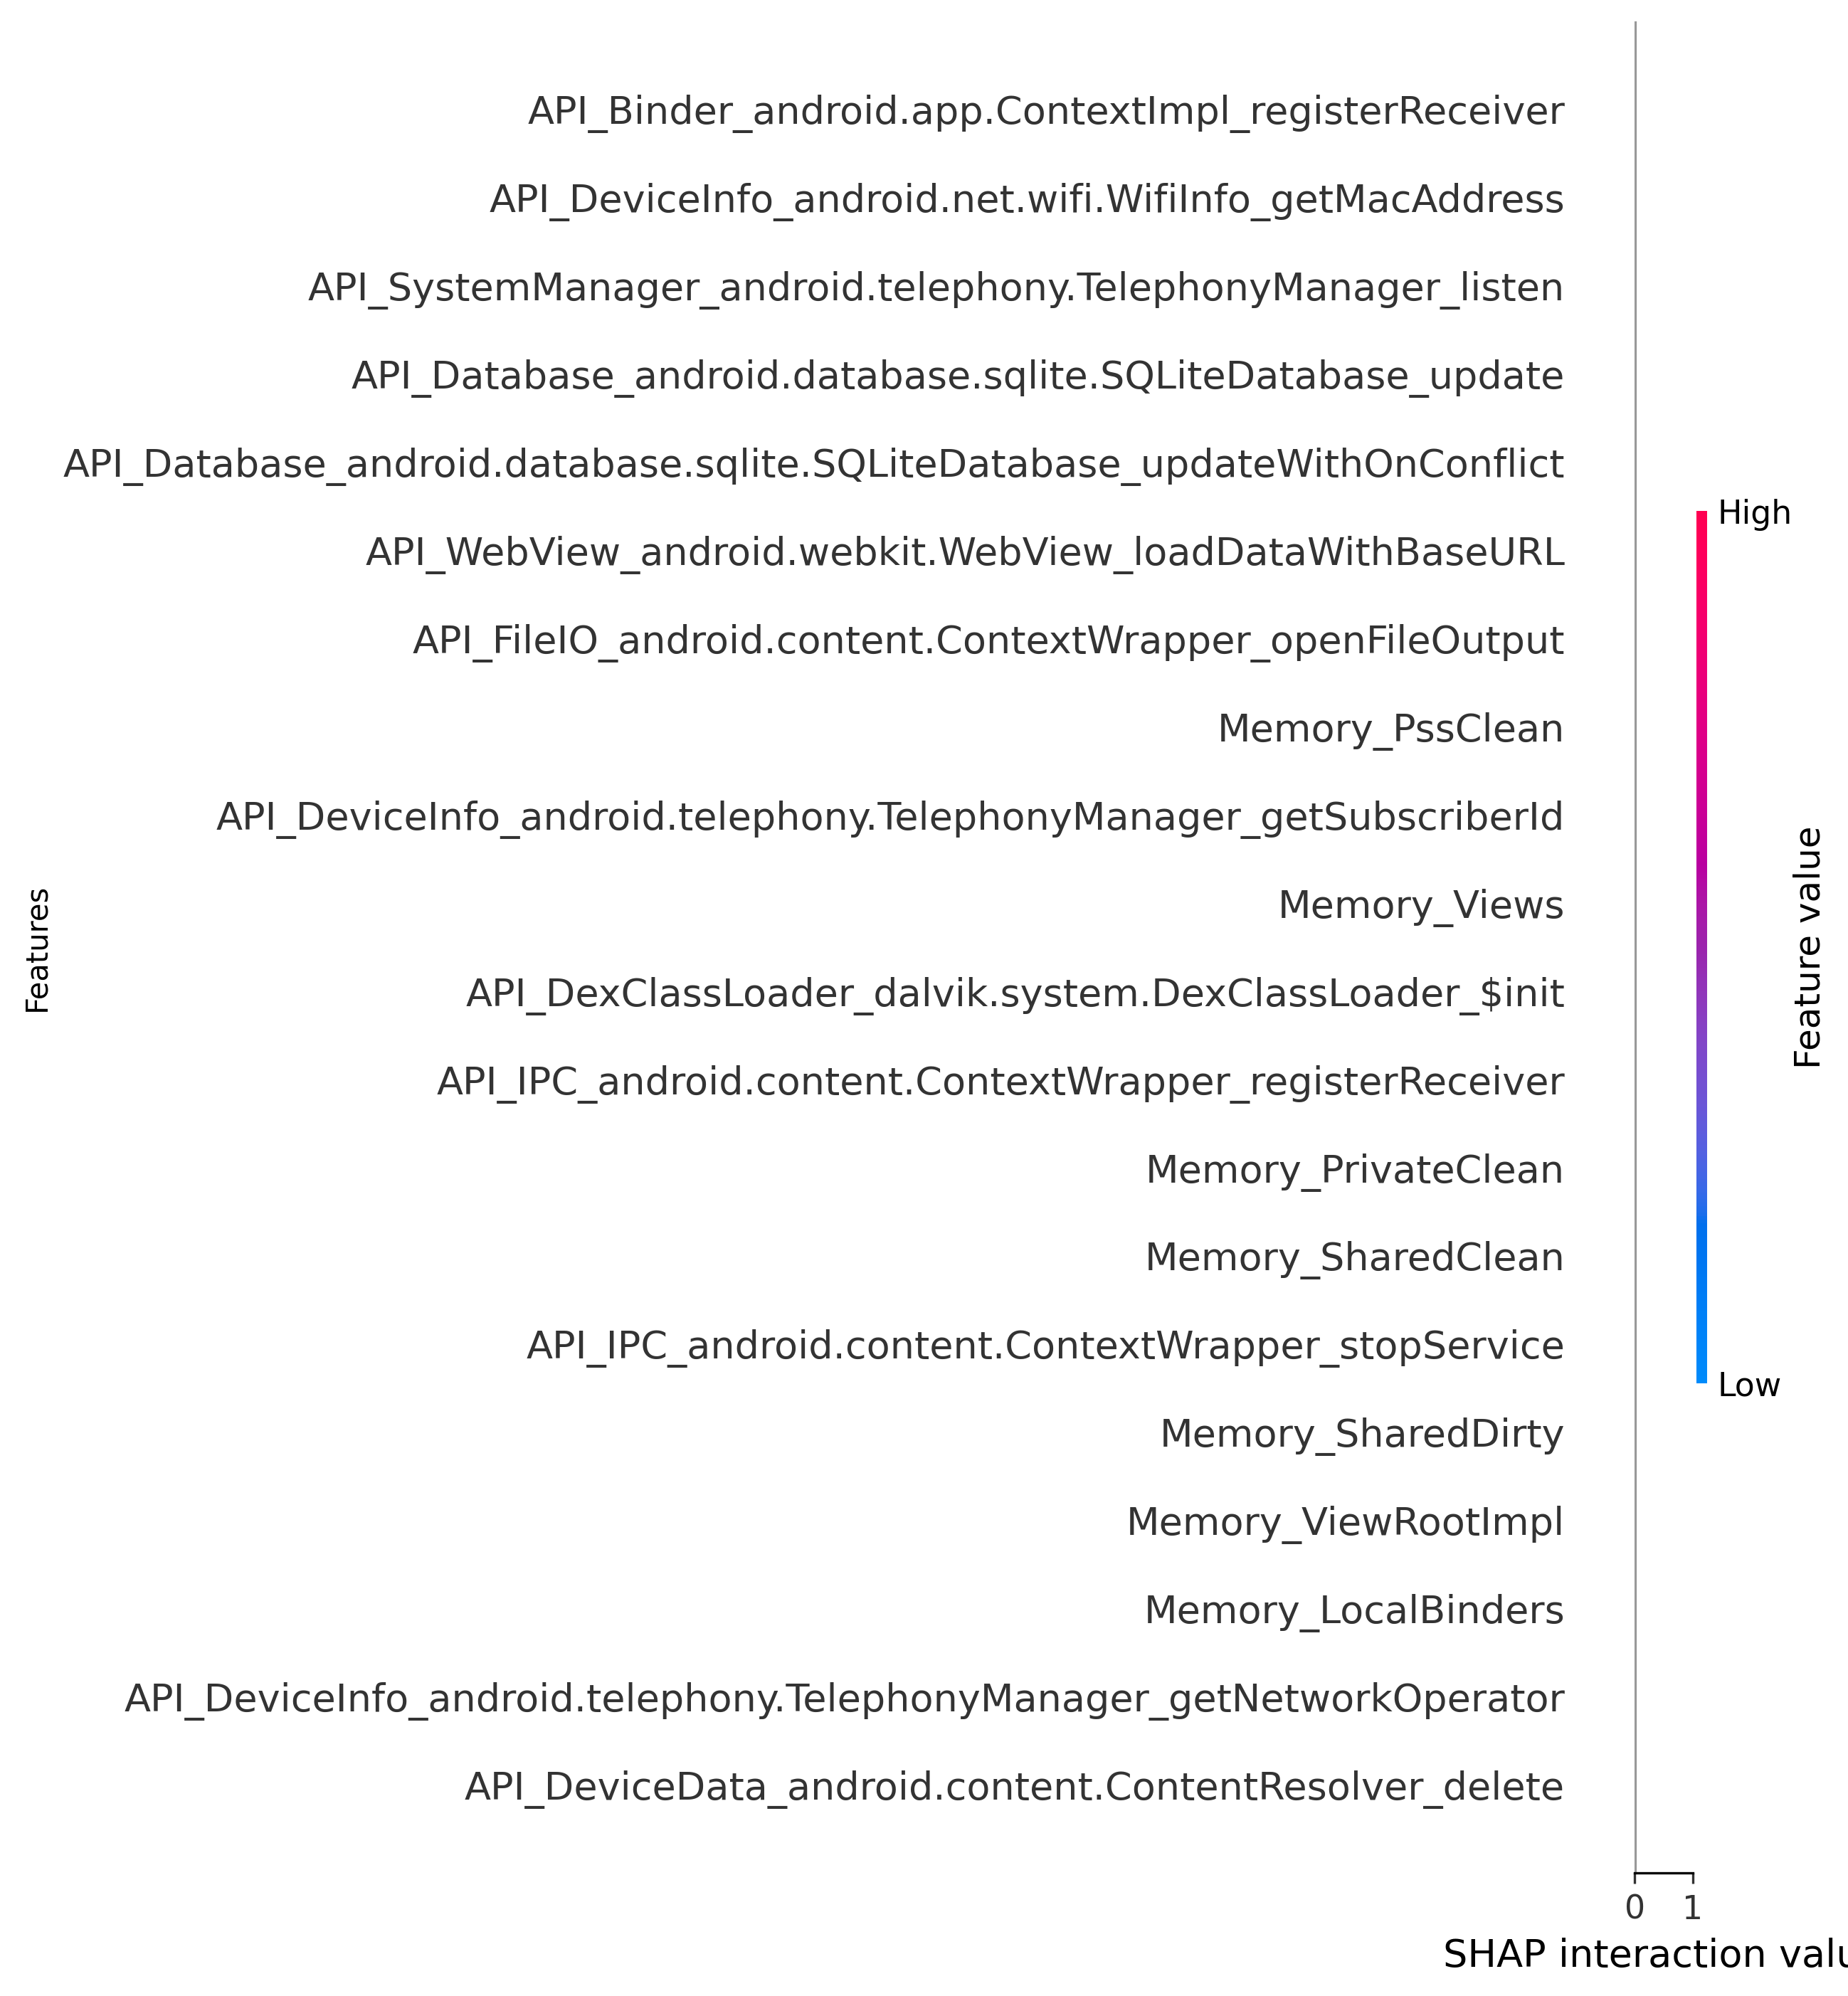 API_Binder_android.app.ContextImpl_registerReceiver
API_DeviceInfo_android.net.wifi.WifiInfo_getMacAddress
API_SystemManager_android.telephony.TelephonyManager_listen
API_Database_android.database.sqlite.SQLiteDatabase_update
API_Database_android.database.sqlite.SQLiteDatabase_updateWithOnConflict
API_WebView_android.webkit.WebView_loadDataWithBaseURL
API_FileIO_android.content.ContextWrapper_openFileOutput
Memory_PssClean
API_DeviceInfo_android.telephony.TelephonyManager_getSubscriberId
Memory_Views
API_DexClassLoader_dalvik.system.DexClassLoader_$init
API_IPC_android.content.ContextWrapper_registerReceiver
Memory_PrivateClean
Memory_SharedClean
API_IPC_android.content.ContextWrapper_stopService
Memory_SharedDirty
Memory_ViewRootImpl
Memory_LocalBinders
API_DeviceInfo_android.telephony.TelephonyManager_getNetworkOperator
API_DeviceData_android.content.ContentResolver_delete
Features
0 1
SHAP interaction valu
High
Low
Feature value